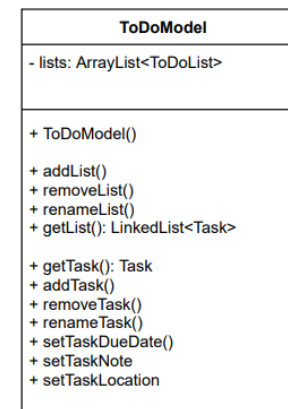 ToDoModel
- lists: ArrayList<ToDoList>
+ ToDoModel()
+ addList()
+ removeList()
+ renameList()
+ getList(): LinkedList<Task>
+ getTask(): Task
+ addTask()
+ removeTask()
+ renameTask()
+ setTaskDueDate()
+ setTaskNote
+ setTaskLocation